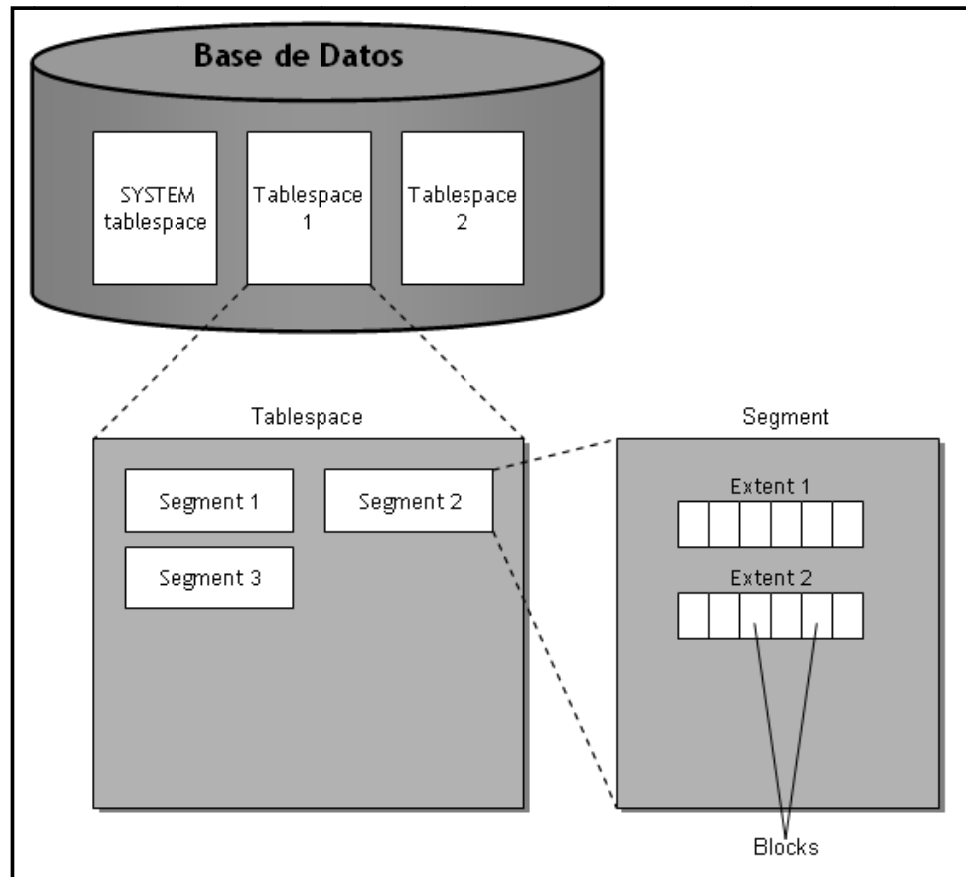 Base de Datos
SYSTEM
tablespace
Tablespace
1
Tablespace
2
Tablespace
Segment
Segment 1
Segment 2
Segment 3
Extent 1
Extent 2
Blocks